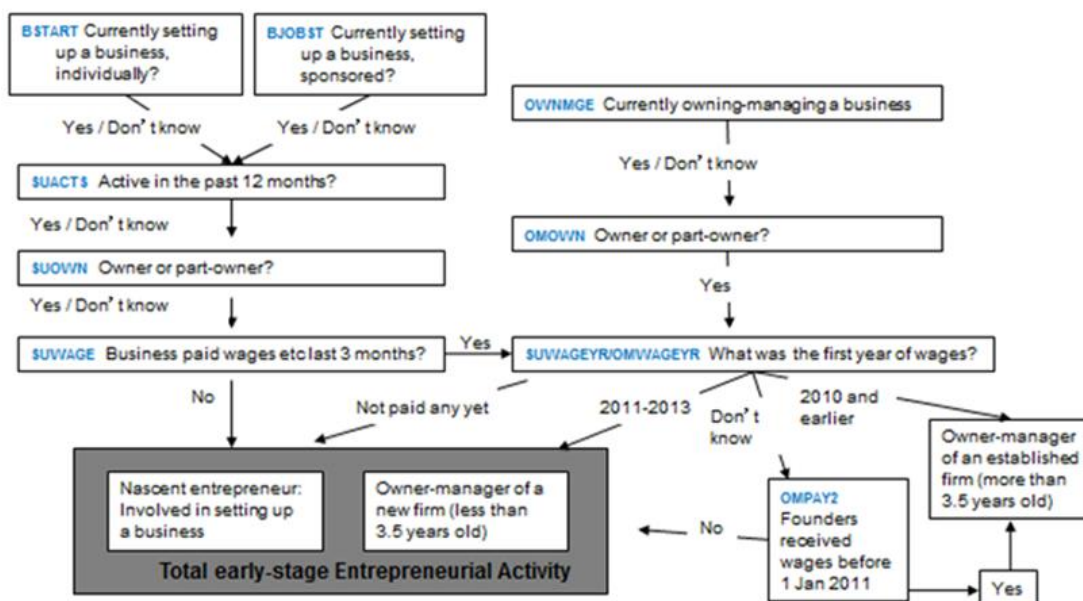 BSTART Currently setting
up a business,
individually?
BJOBST Currently setting
up a business,
sponsored?
OWNMGE Currently owning-managing a business
Yes / Don't know
Yes / Don't know
Yes / Don't know
SUACTS Active in the past 12 months?
Yes / Don't know
OMOWN Owner or part-owner?
SUOWN Owner or part-owner?
Yes / Don't know
Yes
SUWAGE Business paid wages etc last 3 months?
Yes
SUWAGEYR/OMWAGEYR What was the first year of wages?
No
Not paid any yet
2011-2013
Don't
know
2010 and
earlier
Owner-manager
of an established
firm (more than
3.5 years old)
Nascent entrepreneur:
Involved in setting up
a business
Owner-manager of a
new firm (less than
3.5 years old)
OMPAY2
Founders
received
wages before
1 Jan 2011
No
Total early-stage Entrepreneurial Activity
Yes